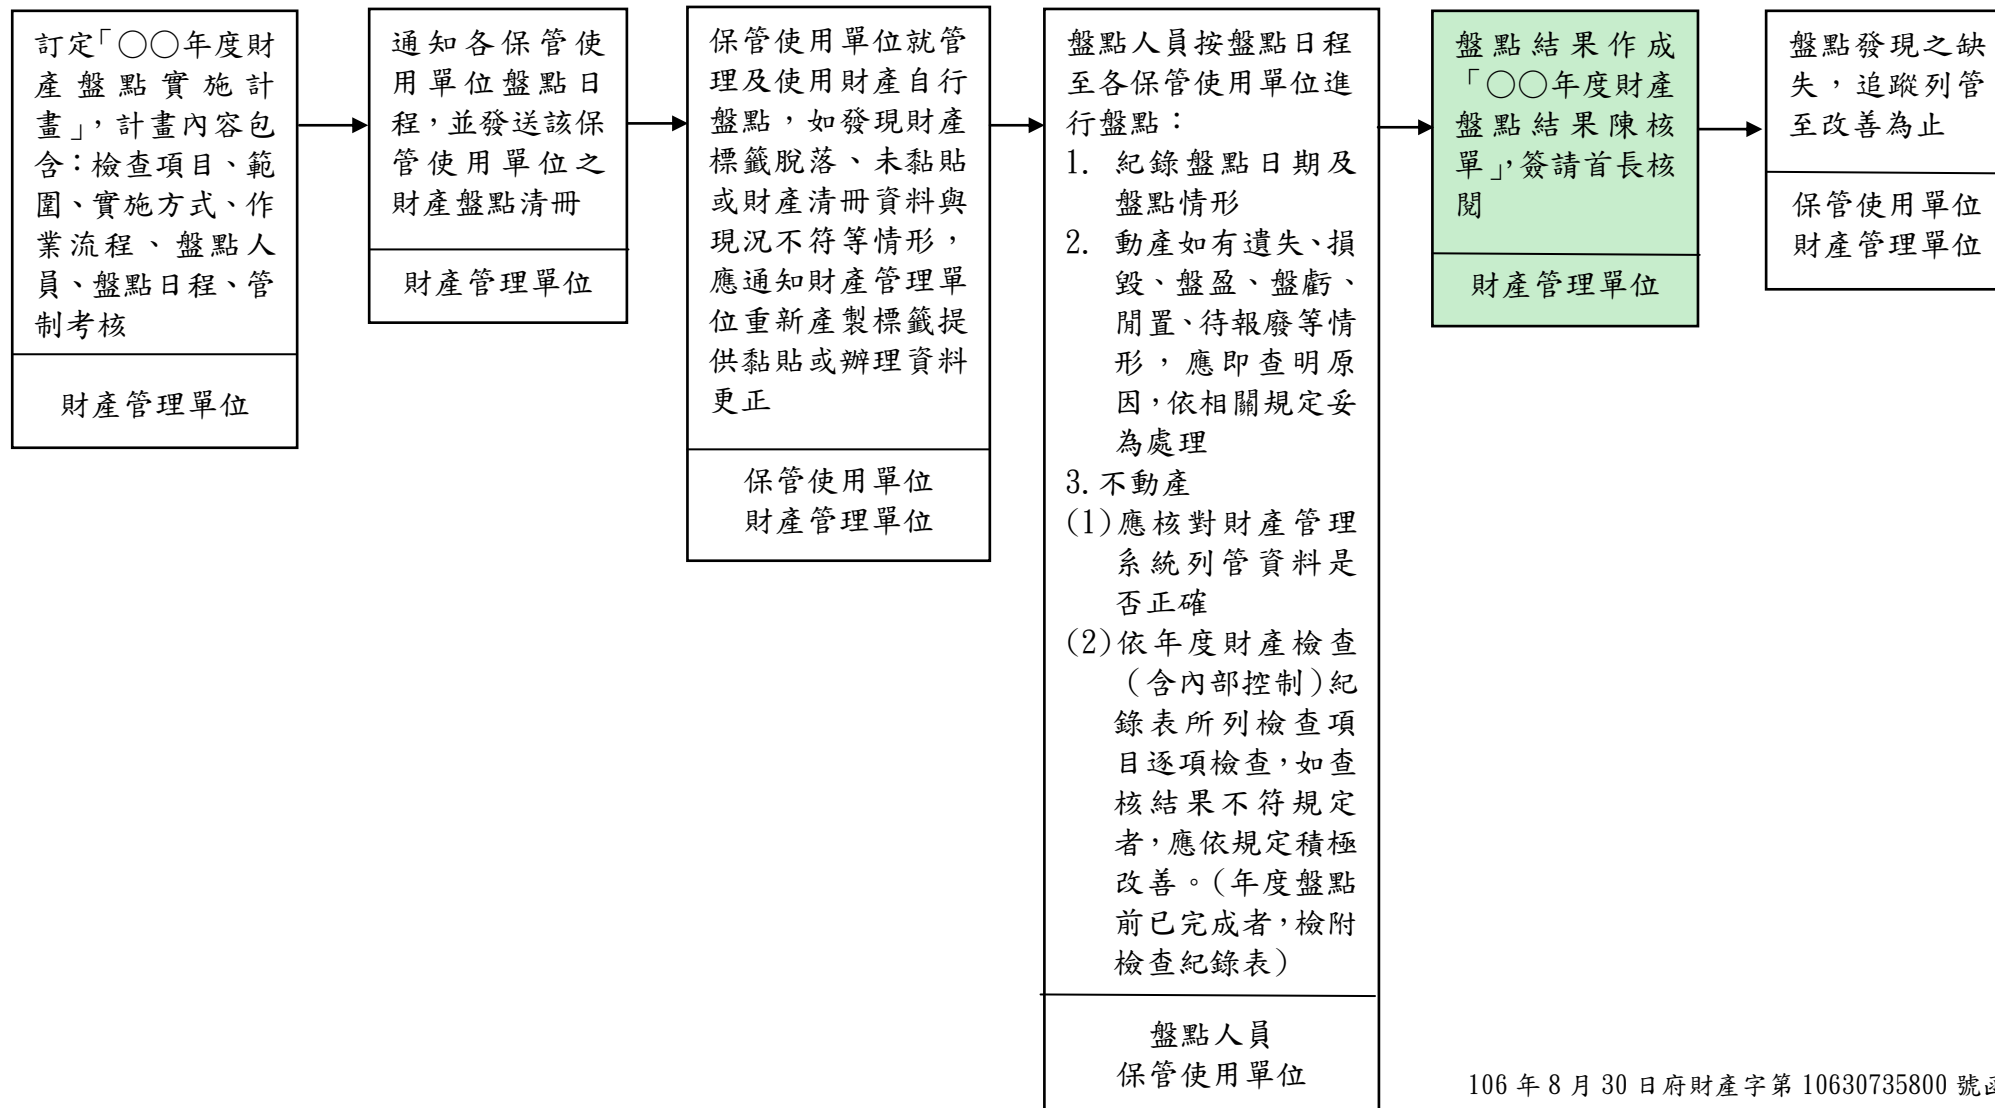 訂定「○○年度財
產盤點實施計
畫」,計畫內容包
含:檢查項目、範
圍、實施方式、作
業流程、盤點人
員、盤點日程、管
制考核
財產管理單位
通知各保管使
用單位盤點日
程,並發送該保
管使用單位之
財產盤點清冊
財產管理單位
保管使用單位就管
理及使用財產自行
盤點,如發現財產
標籤脫落、未黏貼
或財產清冊資料與
現況不符等情形,
應通知財產管理單
位重新產製標籤提
供黏貼或辦理資料
更正
保管使用單位
財產管理單位
盤點人員按盤點日程
至各保管使用單位進
行盤點:
1. 紀錄盤點日期及
盤點情形
2. 動產如有遺失、損
毀、盤盈、盤虧、
閒置、待報廢等情
形,應即查明原
因,依相關規定妥
為處理
3.不動產
(1)應核對財產管理
系統列管資料是
否正確
(2)依年度財產檢查
(含內部控制)紀
錄表所列檢查項
目逐項檢查,如查
核結果不符規定
者,應依規定積極
改善。(年度盤點
前已完成者,檢附
檢查紀錄表)
盤點人員
保管使用單位
盤點結果作成
「○○年度財產
盤點結果陳核
單」,簽請首長核
閱
財產管理單位
盤點發現之缺
失,追蹤列管
至改善為止
保管使用單位
財產管理單位
106 年 8 月 30 日府財產字第 10630735800 號函